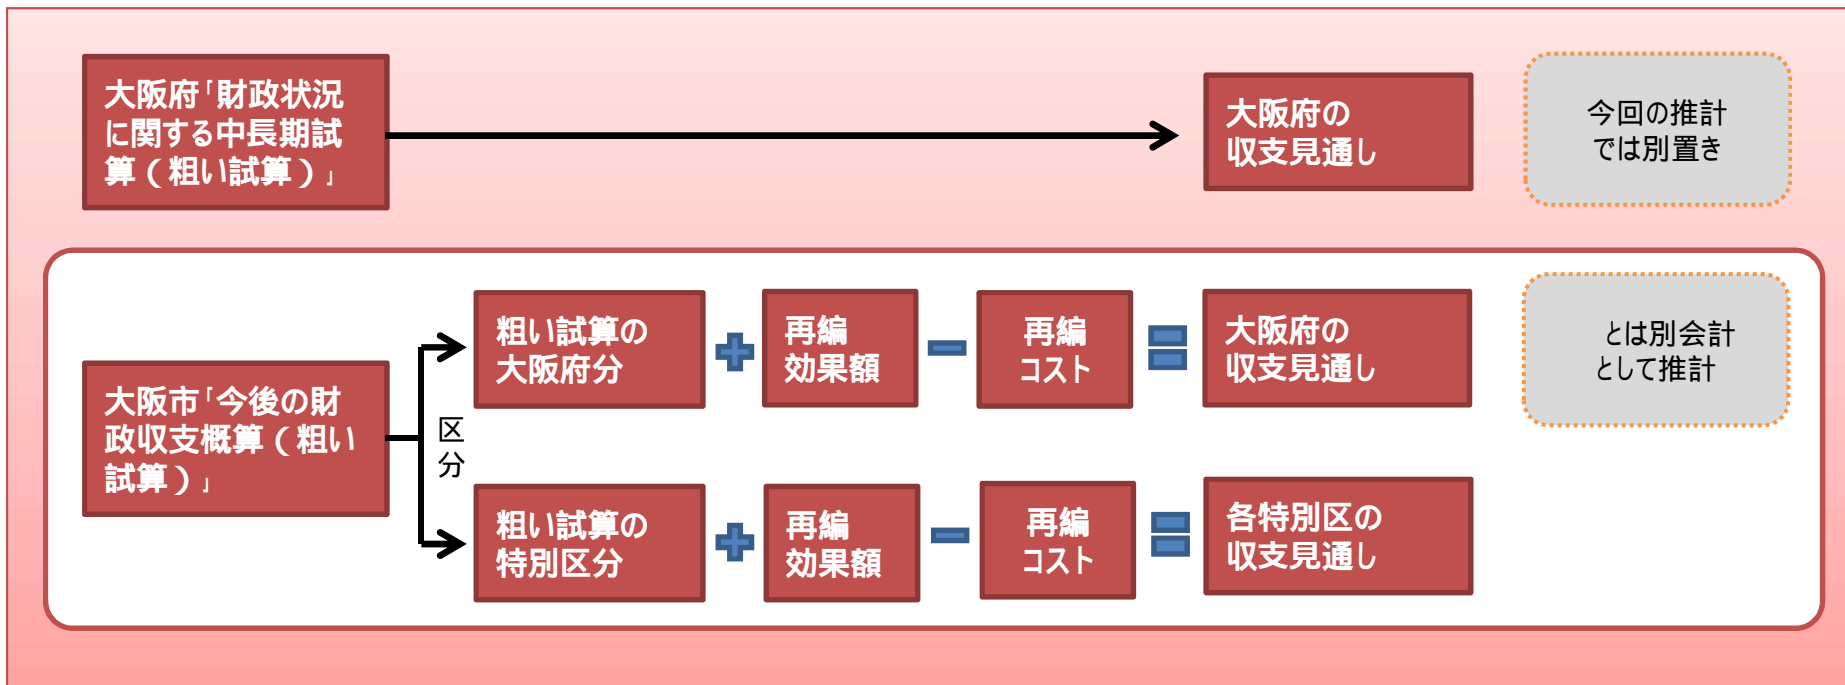 大阪府「財政状況
に関する中長期試
算（粗い試算）」
大阪府の
収支見通し
今回の推計
では別置き
大阪市「今後の財
政収支概算（粗い
試算）」
区
分
粗い試算の
大阪府分
再編
効果額
再編
コスト
大阪府の
収支見通し
とは別会計
として推計
粗い試算の
特別区分
再編
効果額
再編
コスト
各特別区の
収支見通し